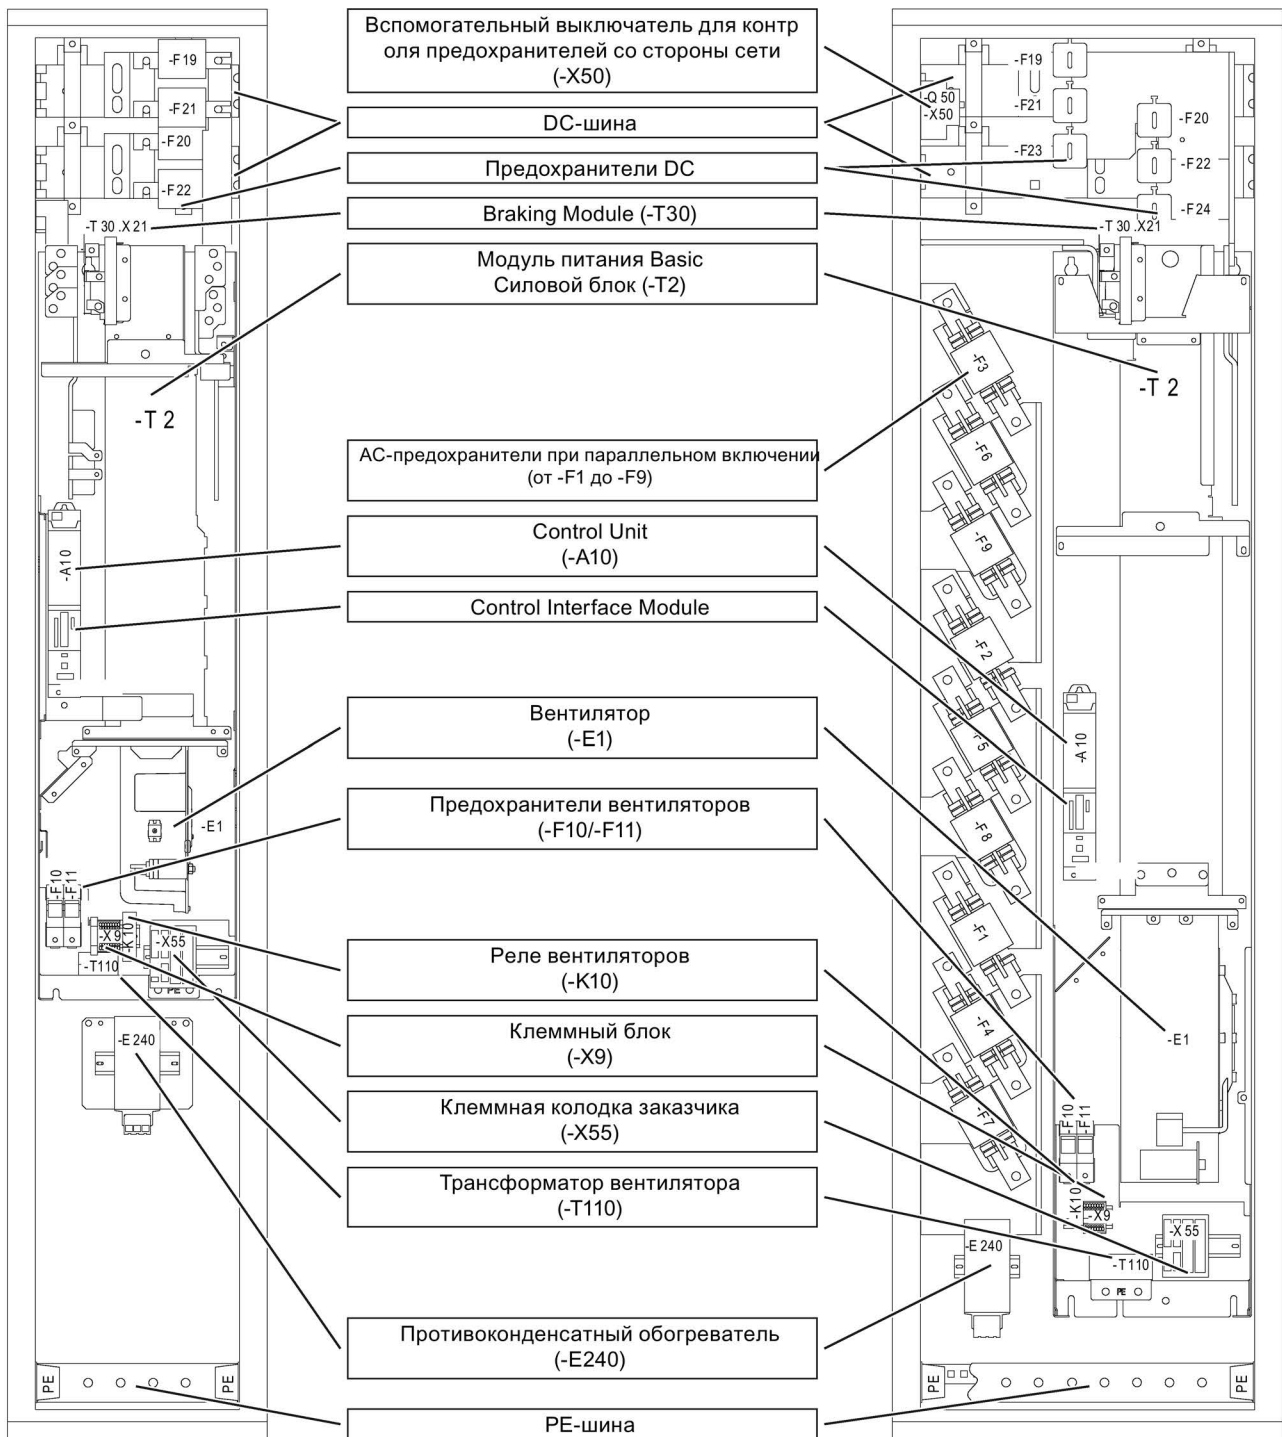 Вспомогательный выключатель для контр
оля предохранителей со стороны сети
(-X50)
DC-шина
Предохранители DC
Braking Module (-T30)
Модуль питания Basic
Силовой блок (-T2)
AC-предохранители при параллельном включении
(от -F1 до -F9)
Control Unit
(-A10)
Control Interface Module
Вентилятор
(-E1)
Предохранители вентиляторов
(-F10/-F11)
Реле вентиляторов
(-K10)
Клеммный блок
(-X9)
Клеммная колодка заказчика
(-X55)
Трансформатор вентилятора
(-T110)
Противоконденсатный обогреватель
(-E240)
PE-шина
-F19
-F21
-F20
-F22
-T 30 .X 21
-T 2
-A10
-E1
-F10
-F11
-X 9
-K10
-X55
-T110
PE
-E 240
PE
PE
-F19
-Q 50
-X50
-F21
-F20
-F23
-F22
-F24
-T 30 .X21
-F3
-T 2
-F6
-F9
-F2
-A 10
-F8
-F1
-F4
-E1
-F7
-F10
-F11
-K10
-X9
-X 55
-T110
-E 240
PE
PE
PE